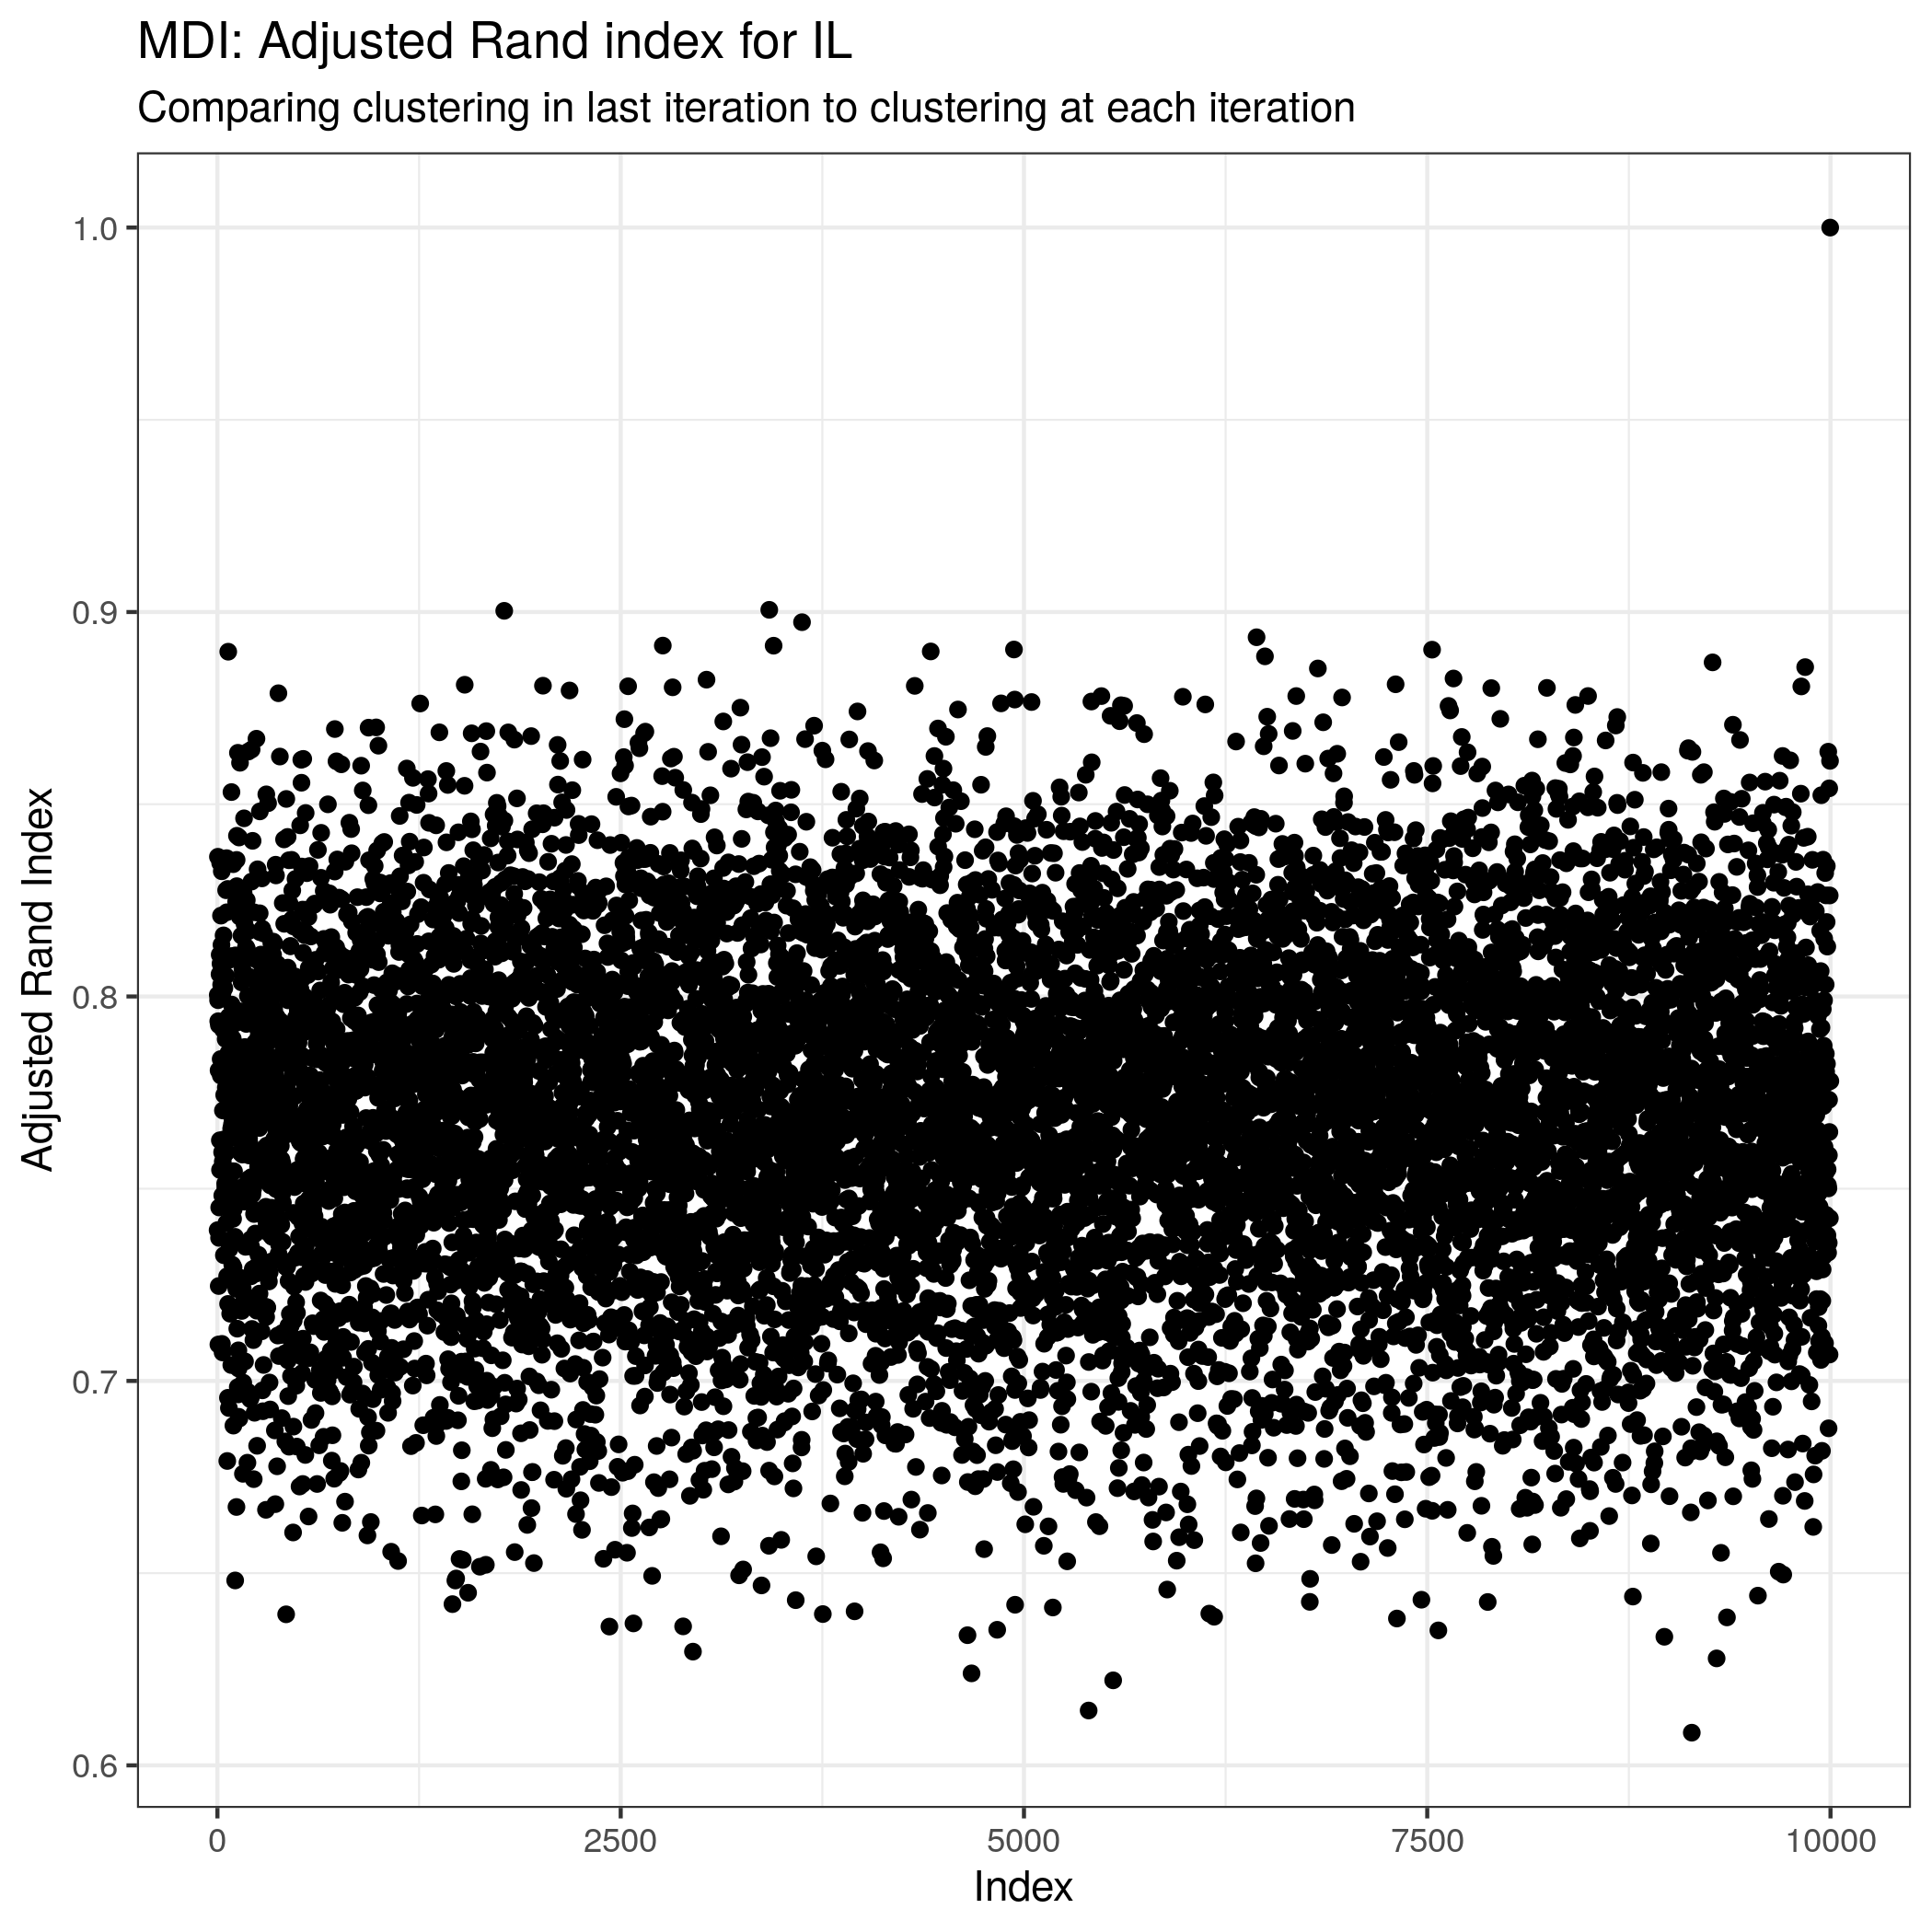 MDI: Adjusted Rand index for IL
Comparing clustering in last iteration to clustering at each iteration
Adjusted Rand Index
1.0
0.9
0.8
0.7
0.6
0
2500
5000
7500
10000
Index